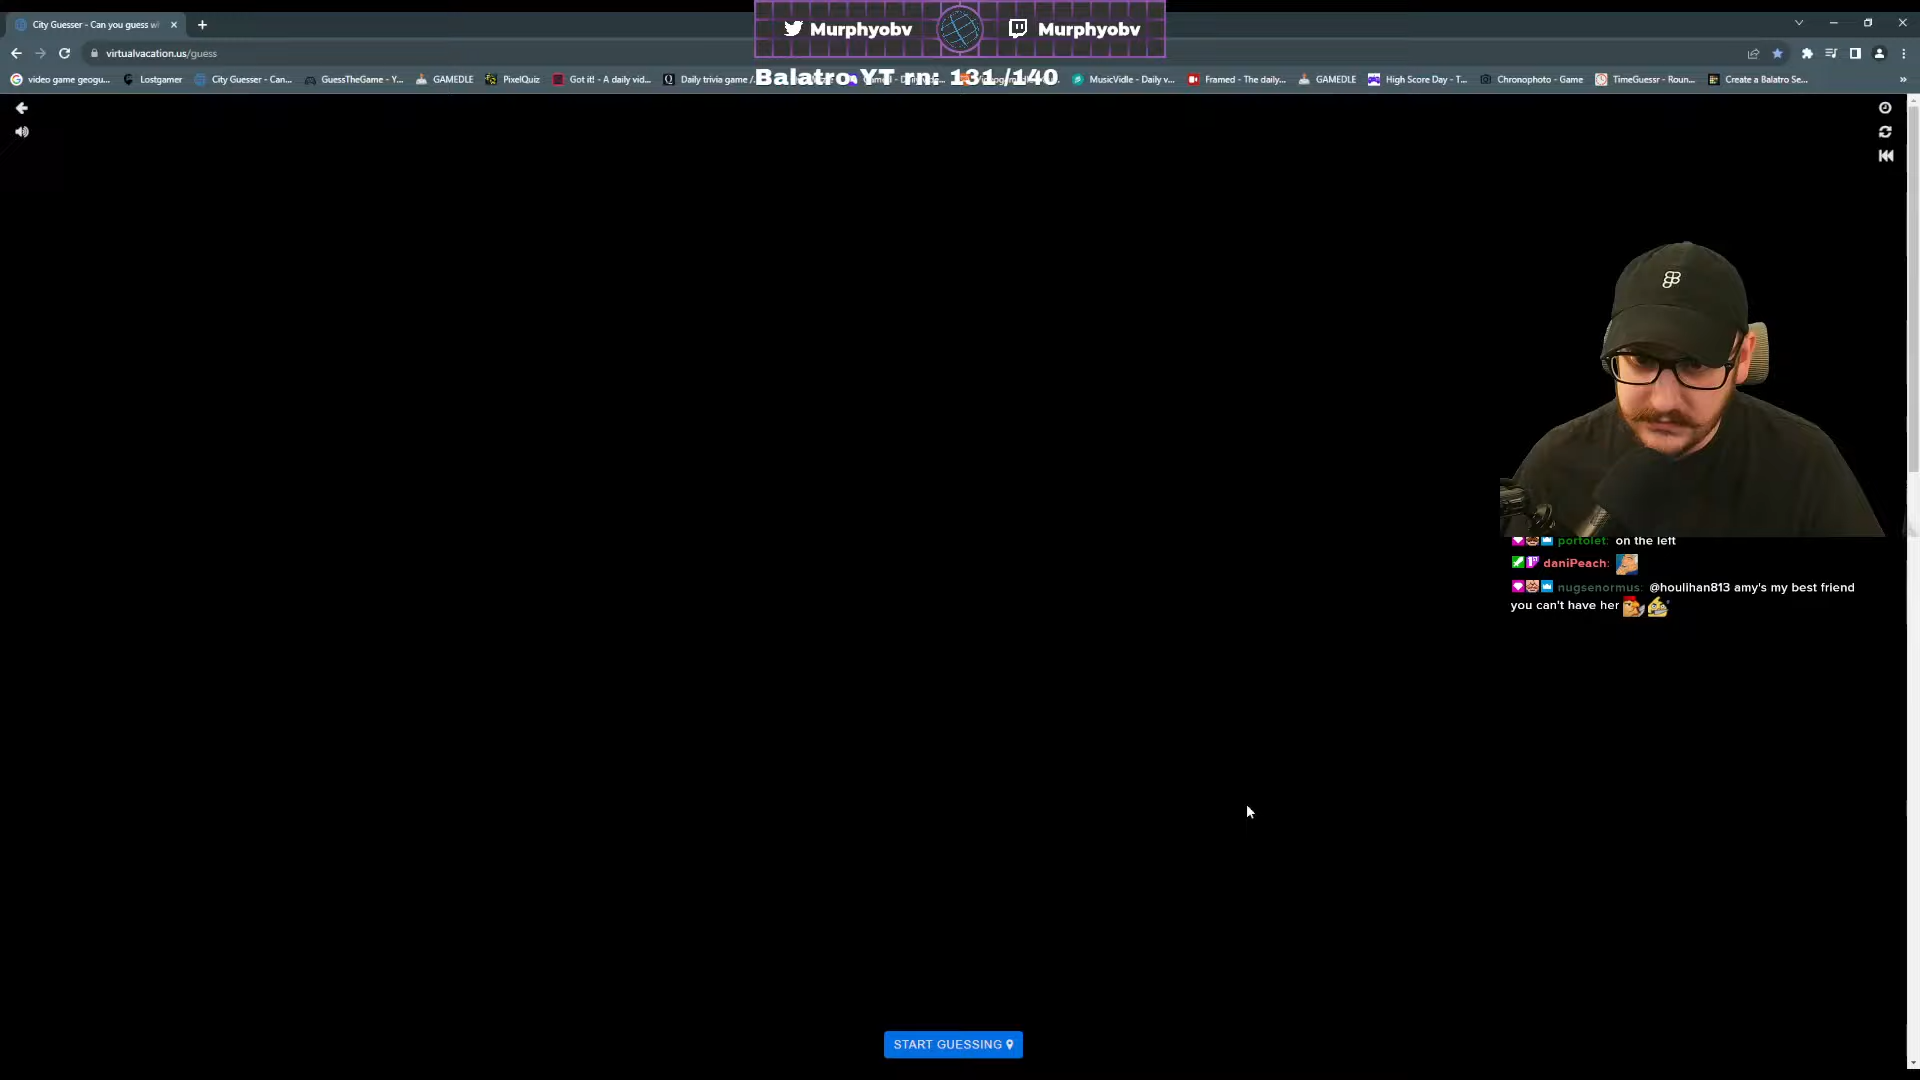 City Guesser - Can you guess w
Murphyobv
Murphyobv
virtualvacation.us/guess
Balatro YT rn: 131 /140
video game geogu...
Lostgamer
City Guesser - Can...
GuessTheGame - Y...
GAMEDLE
PixelQuiz
Got it! - A daily vid...
Daily trivia game /
MusicVidle - Daily v...
Framed - The daily...
GAMEDLE
High Score Day - T...
Chronophoto - Game
TimeGuessr - Roun...
Create a Balatro Se...
portolet: on the left
daniPeach:
nugsenormus: @houlihan813 amy's my best friend
you can't have her
START GUESSING